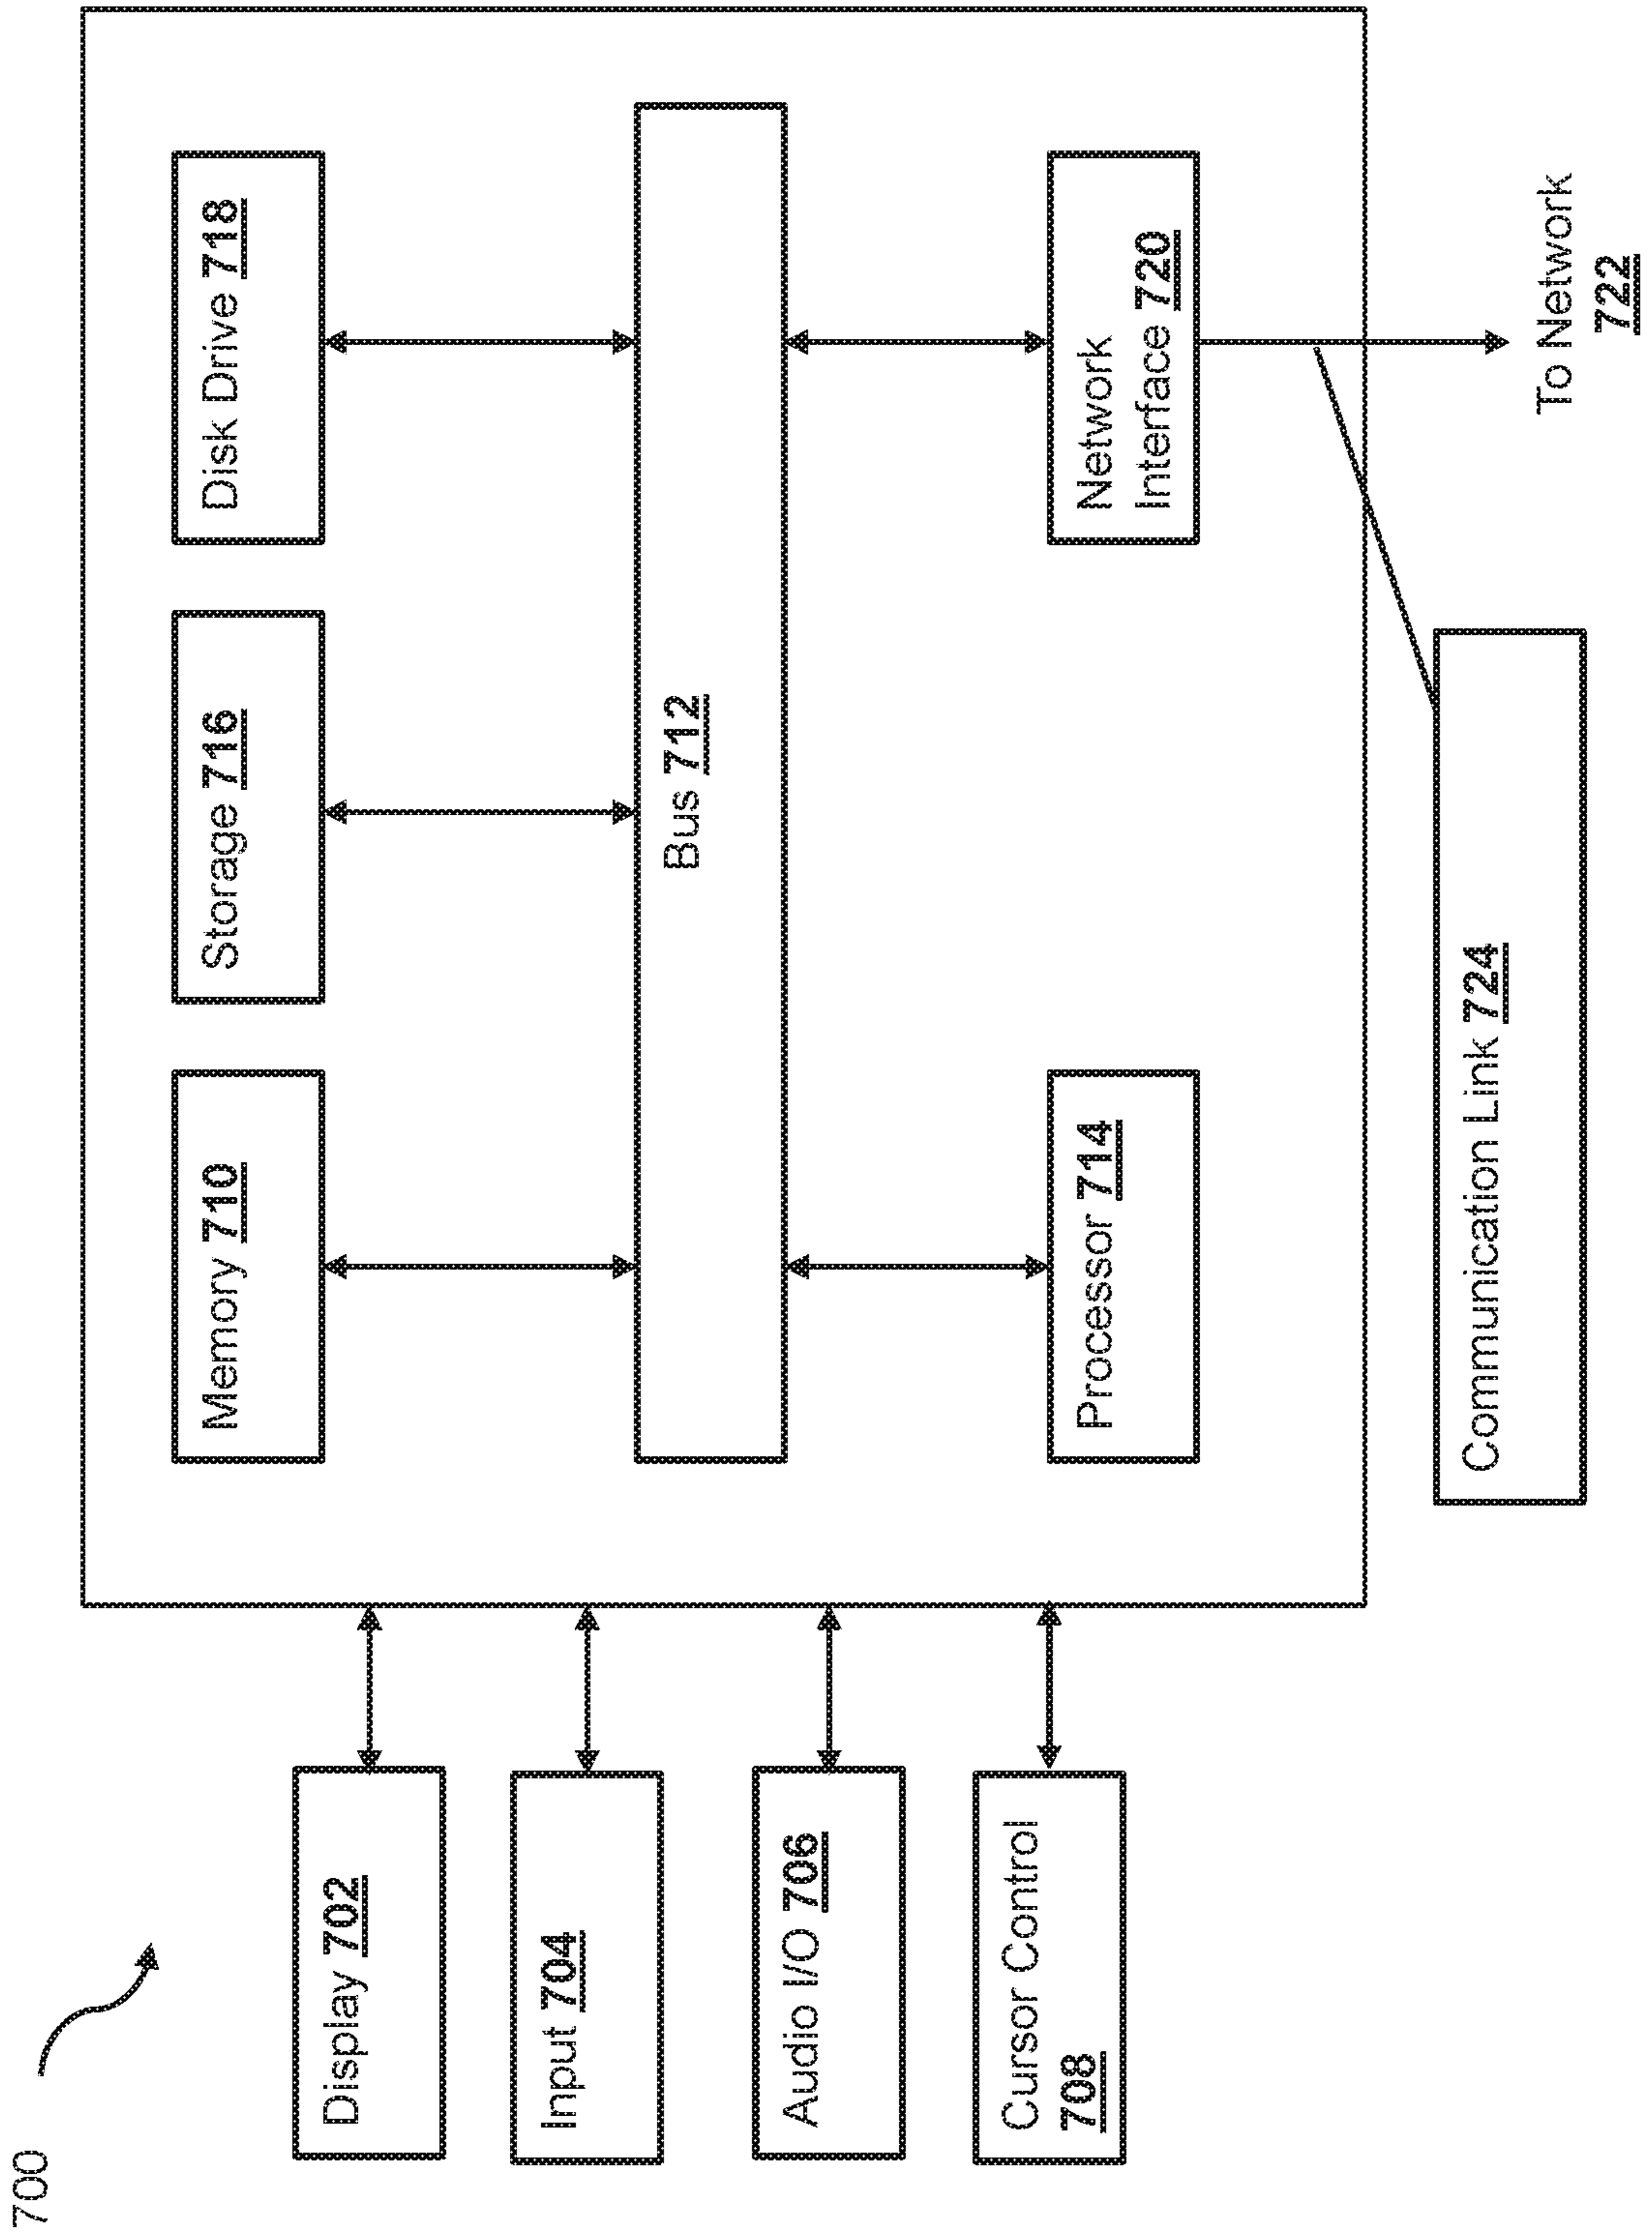 700
Display 702
Input 704
Audio I/O 706
Cursor Control
708
Memory 710
Storage 716
Disk Drive 718
Bus 712
Processor 714
Network
Interface 720
Communication Link 724
To Network
722